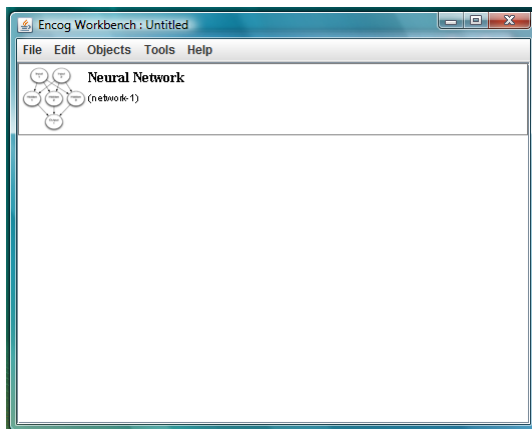 Encog Workbench : Untitled
File Edit Objects Tools Help
Neural Network
(network-1)